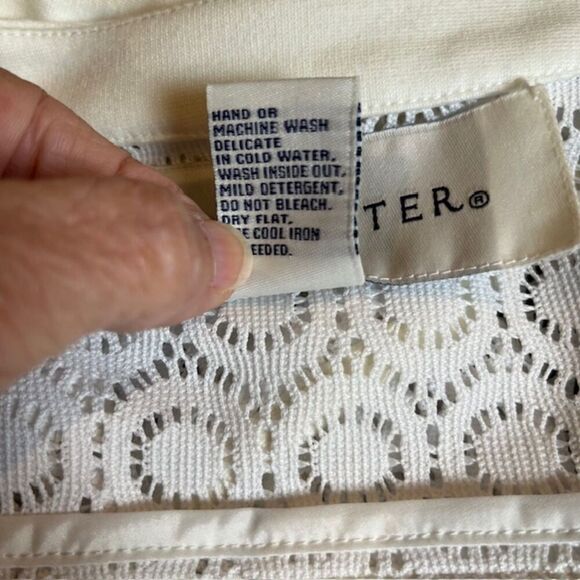 HAND OR
MACHINE WASH
DELICATE
IN COLD WATER,
WASH INSIDE OUT,
MILD DETERGENT,
DO NOT BLEACH.
DRY FLAT,
E COOL IRON
EEDED.
TER®